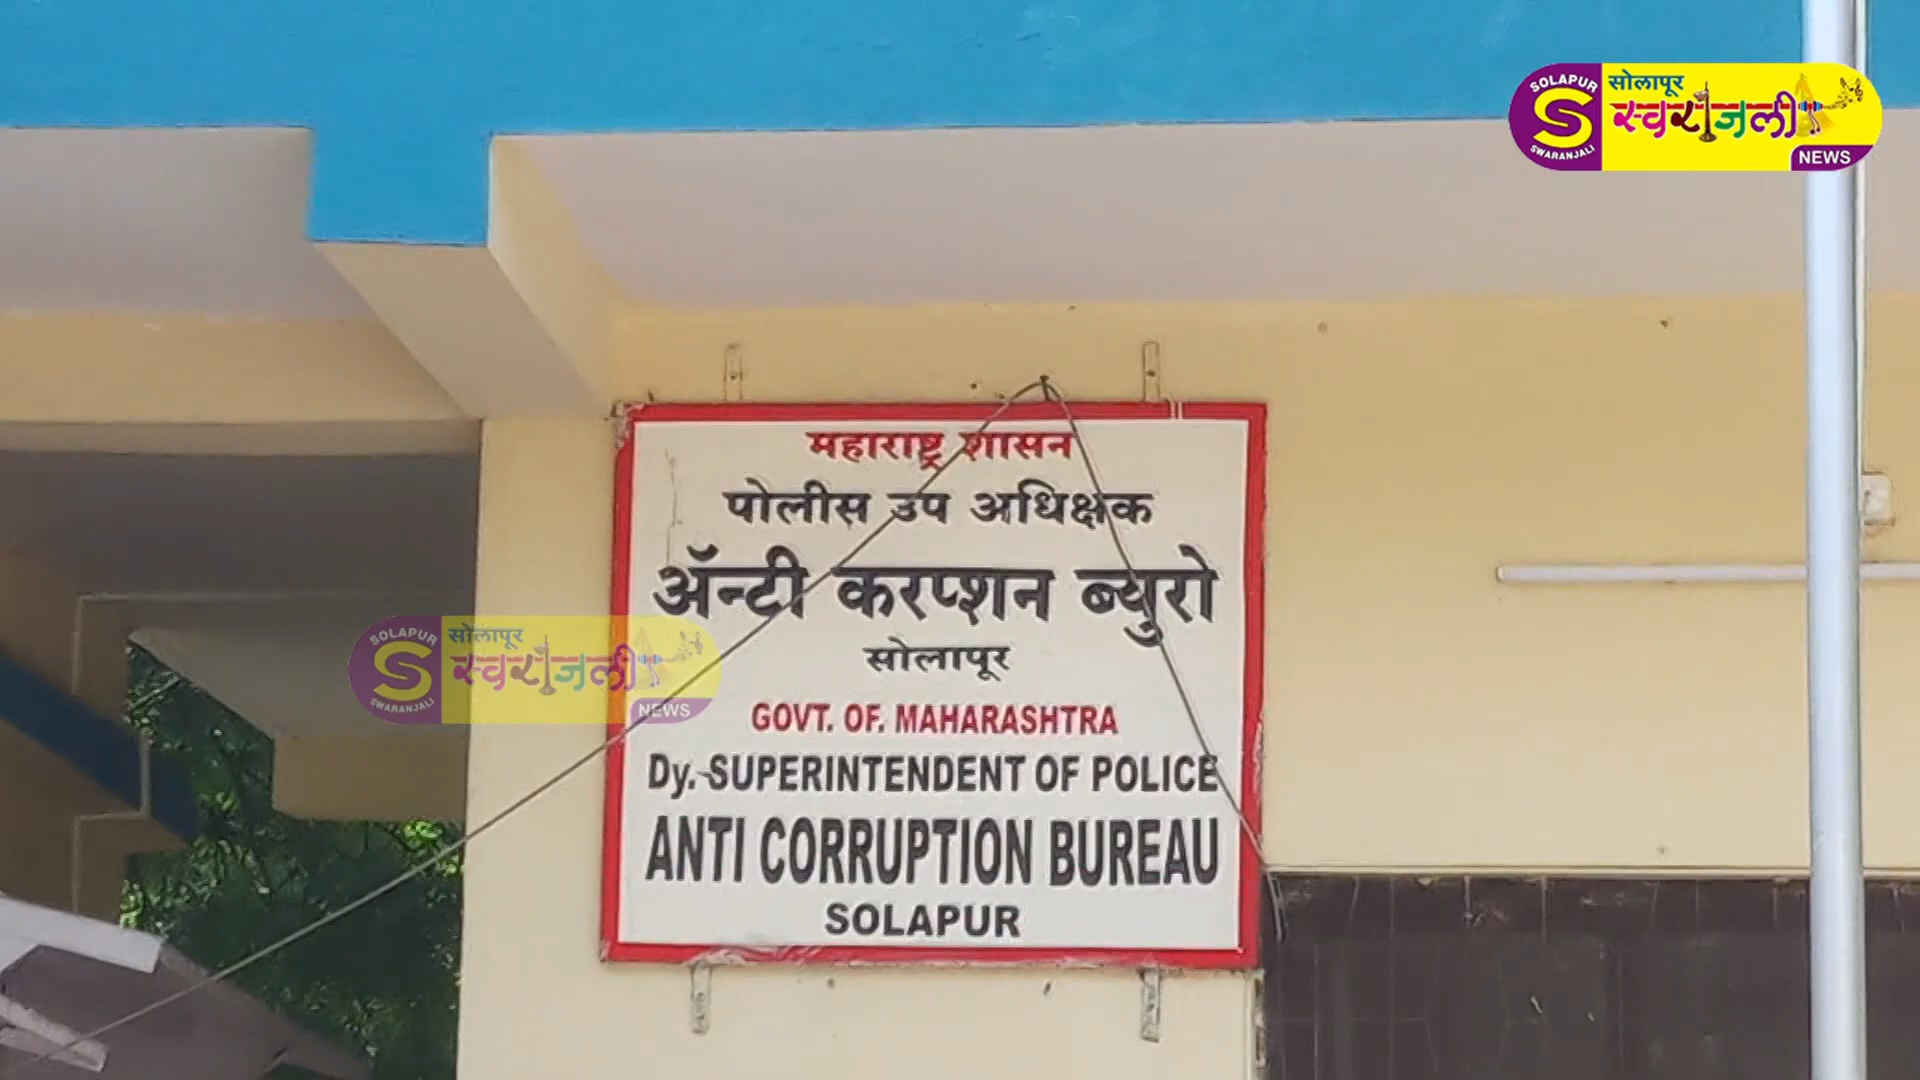 SOLAPUR
S
SWARANJALI
सोलापूर
स्वरांजली
NEWS
महाराष्ट्र शासन
पोलीस उप अधिक्षक
ॲन्टी करप्शन ब्युरो
सोलापूर
GOVT. OF. MAHARASHTRA
Dy. SUPERINTENDENT OF POLICE
ANTI CORRUPTION BUREAU
SOLAPUR
SOLAPUR
S
SWARANJALI
सोलापूर
स्वरांजली
NEWS